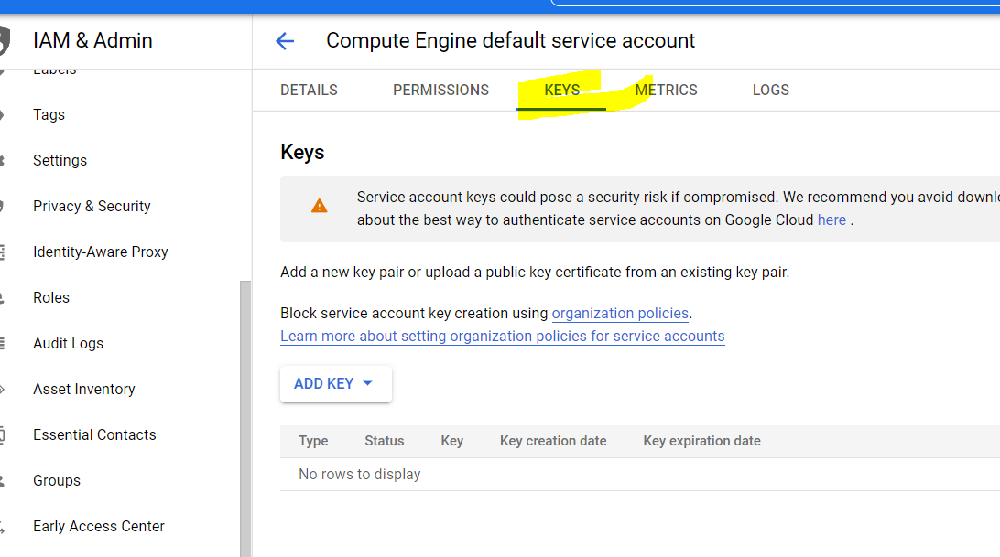 IAM & Admin
Compute Engine default service account
Labels
Tags
Settings
Privacy & Security
Identity-Aware Proxy
Roles
Audit Logs
Asset Inventory
Essential Contacts
Groups
Early Access Center
DETAILS PERMISSIONS KEYS METRICS LOGS
Keys
Service account keys could pose a security risk if compromised. We recommend you avoid
about the best way to authenticate service accounts on Google Cloud here .
Add a new key pair or upload a public key certificate from an existing key pair.
Block service account key creation using organization policies.
Learn more about setting organization policies for service accounts
ADD KEY
Type Status Key Key creation date Key expiration date
No rows to display